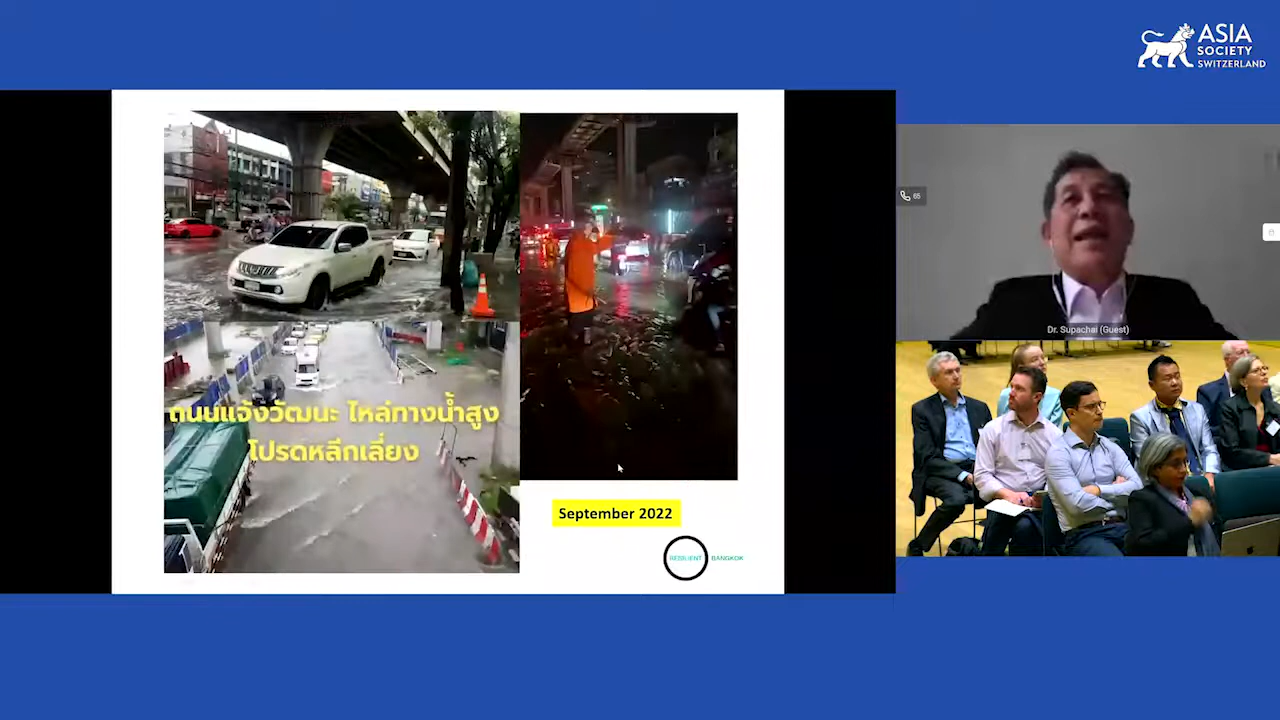 ASIA
SOCIETY
SWITZERLAND
65
Dr. Supachai (Guest)
ถนนแจ้งวัฒนะ ไหล่ทางน้ำสูง
โปรดหลีกเลี่ยง
September 2022
RESILIENT BANGKOK